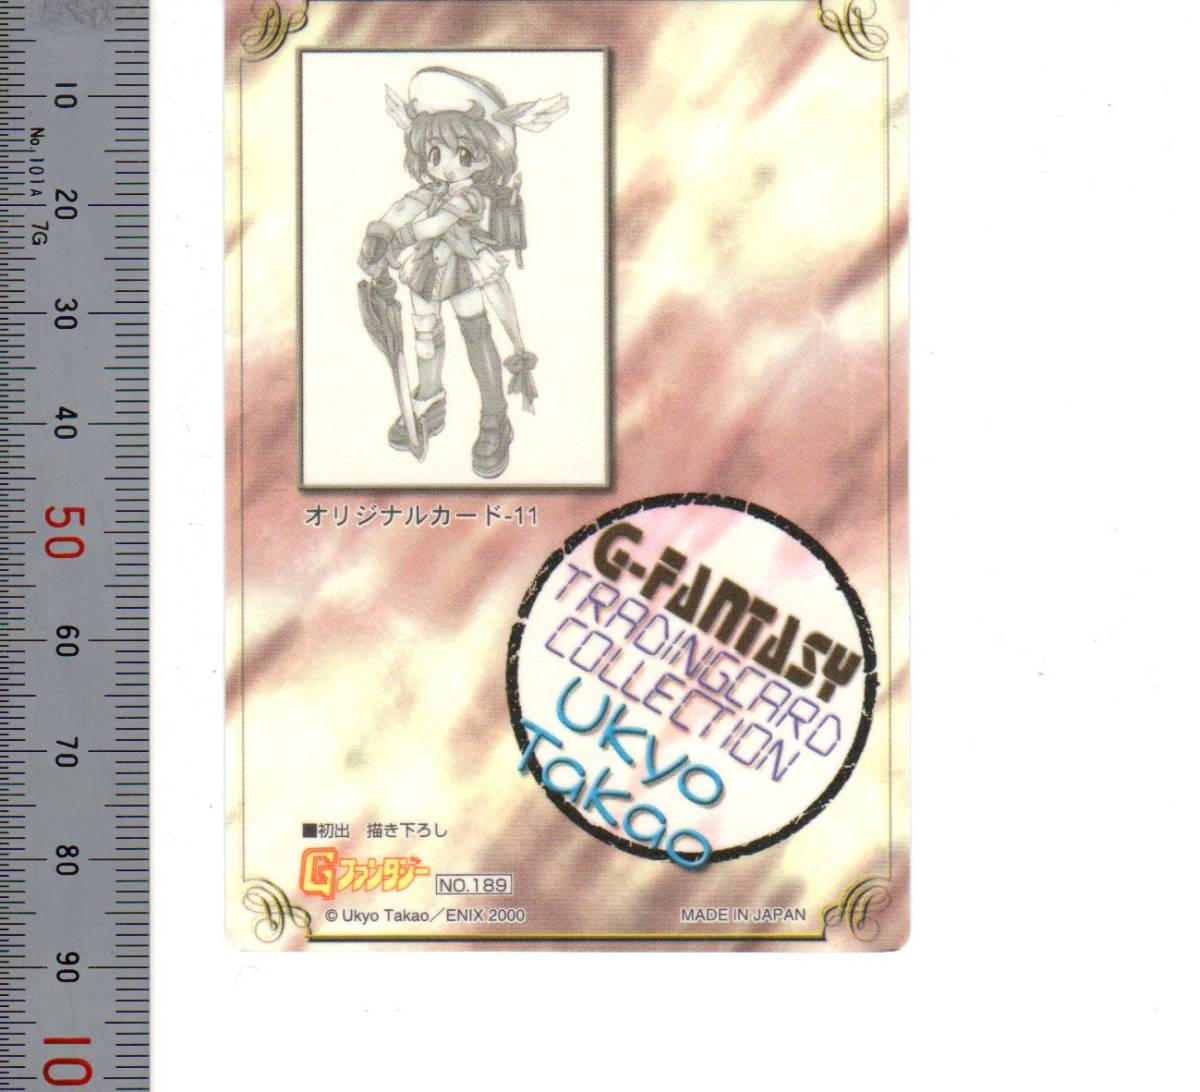 10
No.101A 7G
20
30
40
50
60
70
80
90
10
オリジナルカード-11
G-FANTASY
TRADINGCARD
COLLECTION
Ukyo
Takao
■初出 描き下ろし
Gファンタジー
NO.189
© Ukyo Takao／ENIX 2000
MADE IN JAPAN